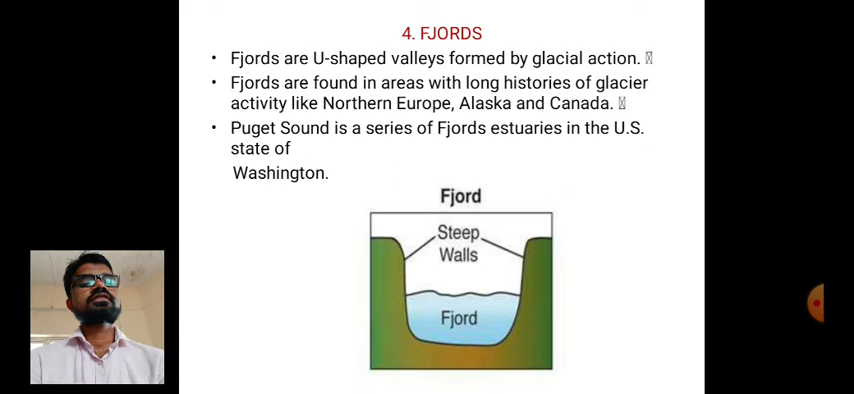 4. FJORDS
• Fjords are U-shaped valleys formed by glacial action.
• Fjords are found in areas with long histories of glacier
activity like Northern Europe, Alaska and Canada.
• Puget Sound is a series of Fjords estuaries in the U.S.
state of
Washington.
Fjord
Steep
Walls
Fjord